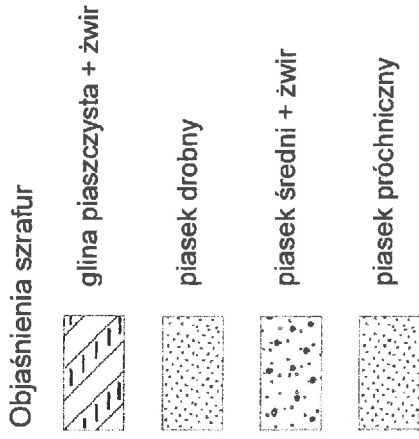 Objaśnienia szrafur
glina piaszczysta + żwir
piasek drobny
piasek średni + żwir
piasek próchniczny